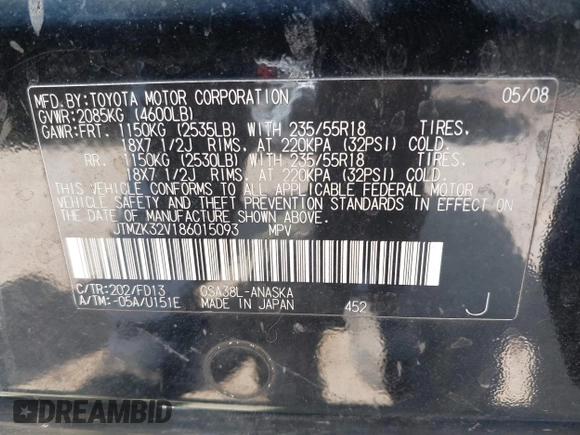 MFD.BY:TOYOTA MOTOR CORPORATION 05/08
GVWR:2085KG (4600LB)
GAWR:FRT. 1150KG (2535LB) WITH 235/55R18 TIRES,
18X7 1/2J RIMS, AT 220KPA (32PSI) COLD.
RR. 1150KG (2530LB) WITH 235/55R18 TIRES,
18X7 1/2J RIMS, AT 220KPA (32PSI) COLD.
THIS VEHICLE CONFORMS TO ALL APPLICABLE FEDERAL MOTOR
VEHICLE SAFETY AND THEFT PREVENTION STANDARDS IN EFFECT
ON THE DATE OF MANUFACTURE SHOWN ABOVE.
JTMZK32V186015093 MPV
C/TR:202/FD13 GSA38L-ANASKA
A/TM:-05A/U151E MADE IN JAPAN 452 J
DREAMBID